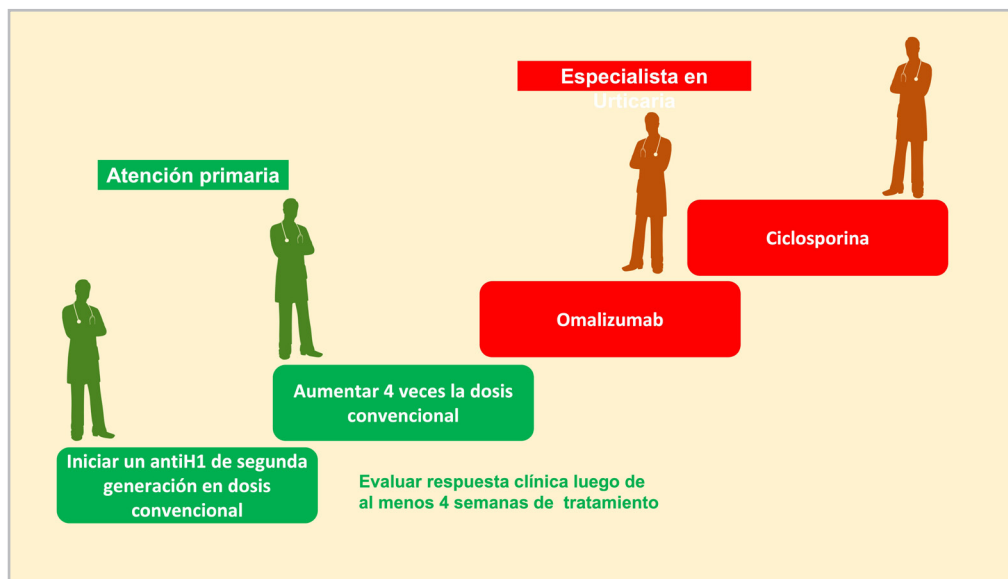 Especialista en
Urticaria
Atención primaria
Ciclosporina
Omalizumab
Aumentar 4 veces la dosis
convencional
Iniciar un antiH1 de segunda
generación en dosis
convencional
Evaluar respuesta clínica luego de
al menos 4 semanas de  tratamiento